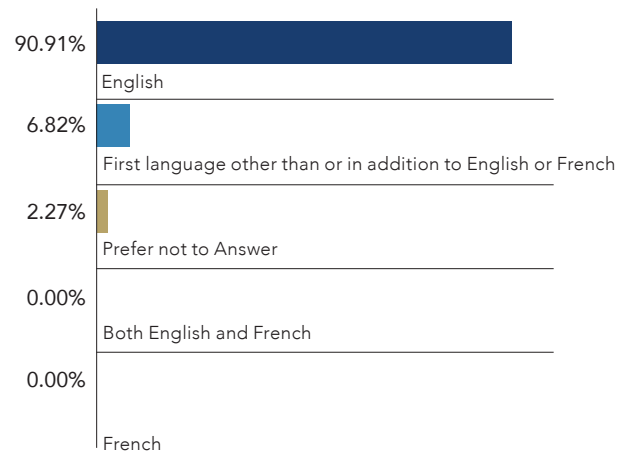 90.91%
English
6.82%
First language other than or in addition to English or French
2.27%
Prefer not to Answer
0.00%
Both English and French
0.00%
French